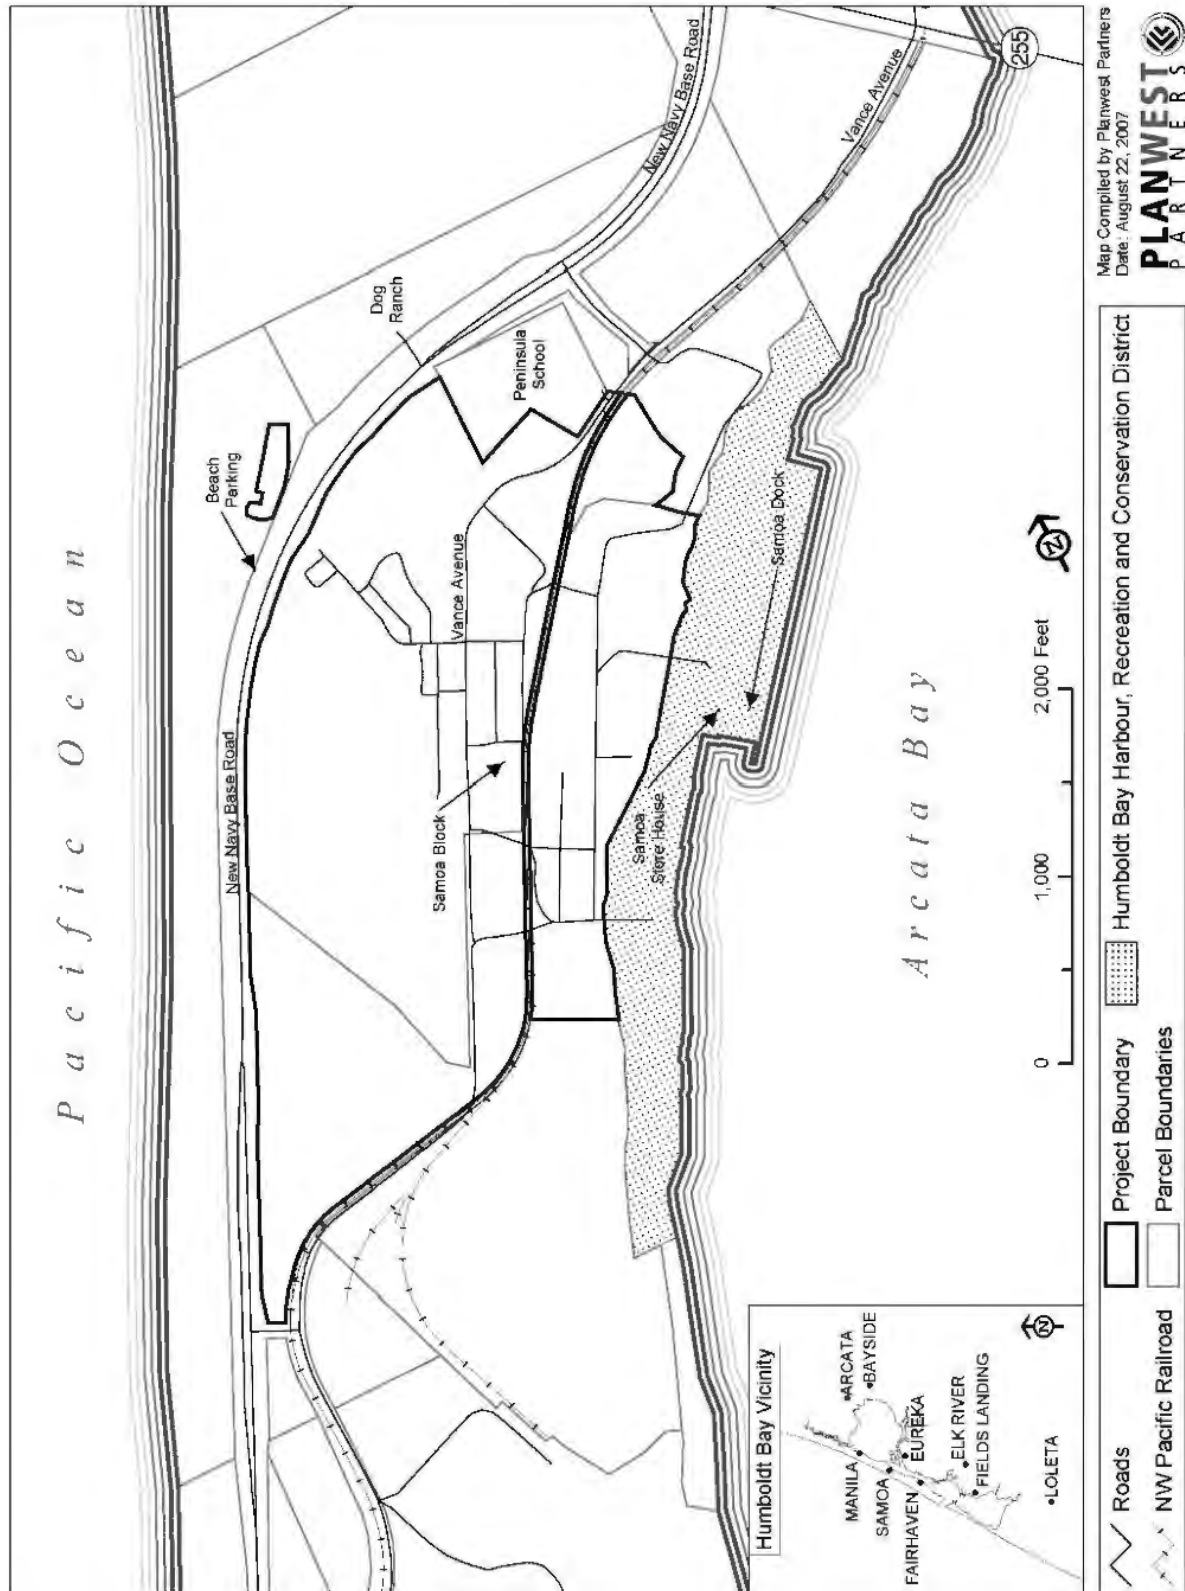 Pacific Ocean
New Navy Base Road
Beach
Parking
Dog
Ranch
New Navy Base Road
Peninsula
School
Vance Avenue
Vance Avenue
Samoa Block
Samoa
Store House
Samoa Dock
Arcata Bay
255
N
0
1,000
2,000 Feet
Humboldt Bay Vicinity
ARCATA
BAYSIDE
MANILA
SAMOA
EUREKA
FAIRHAVEN
ELK RIVER
FIELDS LANDING
LOLETA
N
Roads
NW Pacific Railroad
Project Boundary
Parcel Boundaries
Humboldt Bay Harbour, Recreation and Conservation District
Map Compiled by Planwest Partners
Date: August 22, 2007
PLANWEST
PARTNERS